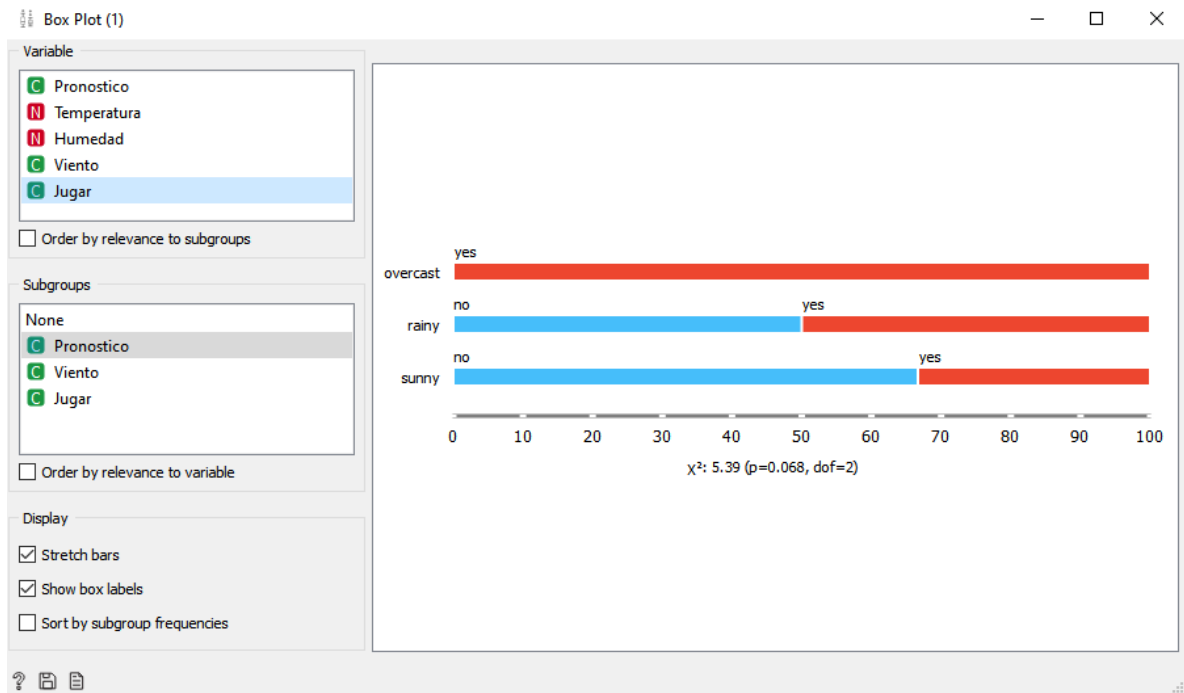 Box Plot (1)
Variable
C Pronostico
N Temperatura
N Humedad
C Viento
C Jugar
Order by relevance to subgroups
Subgroups
None
C Pronostico
C Viento
C Jugar
Order by relevance to variable
Display
Stretch bars
Show box labels
Sort by subgroup frequencies
yes
overcast
no yes
rainy
no yes
sunny
0 10 20 30 40 50 60 70 80 90 100
χ²: 5.39 (p=0.068, dof=2)